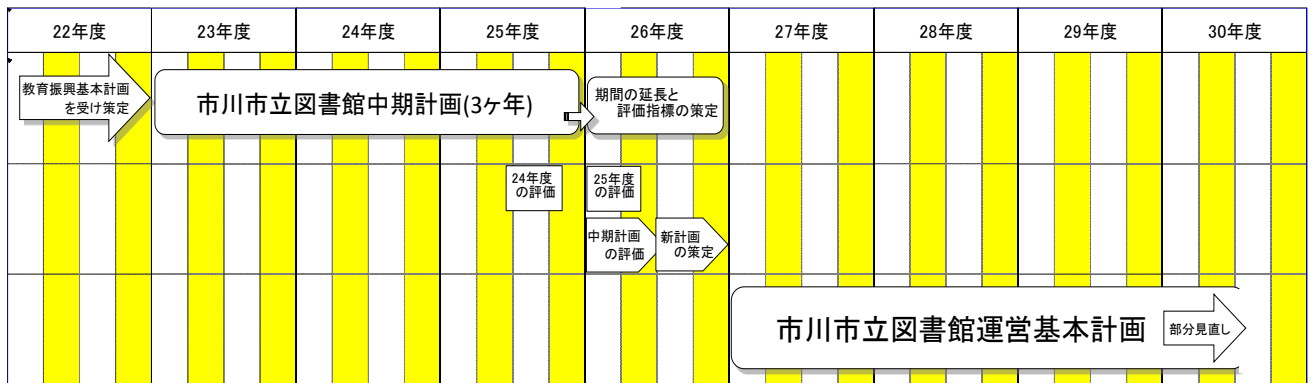 22年度 23年度 24年度 25年度 26年度 27年度 28年度 29年度 30年度
教育振興基本計画
を受け策定
市川市立図書館中期計画(3ヶ年)
期間の延長と
評価指標の策定
24年度
の評価
25年度
の評価
中期計画
の評価
新計画
の策定
市川市立図書館運営基本計画
部分見直し